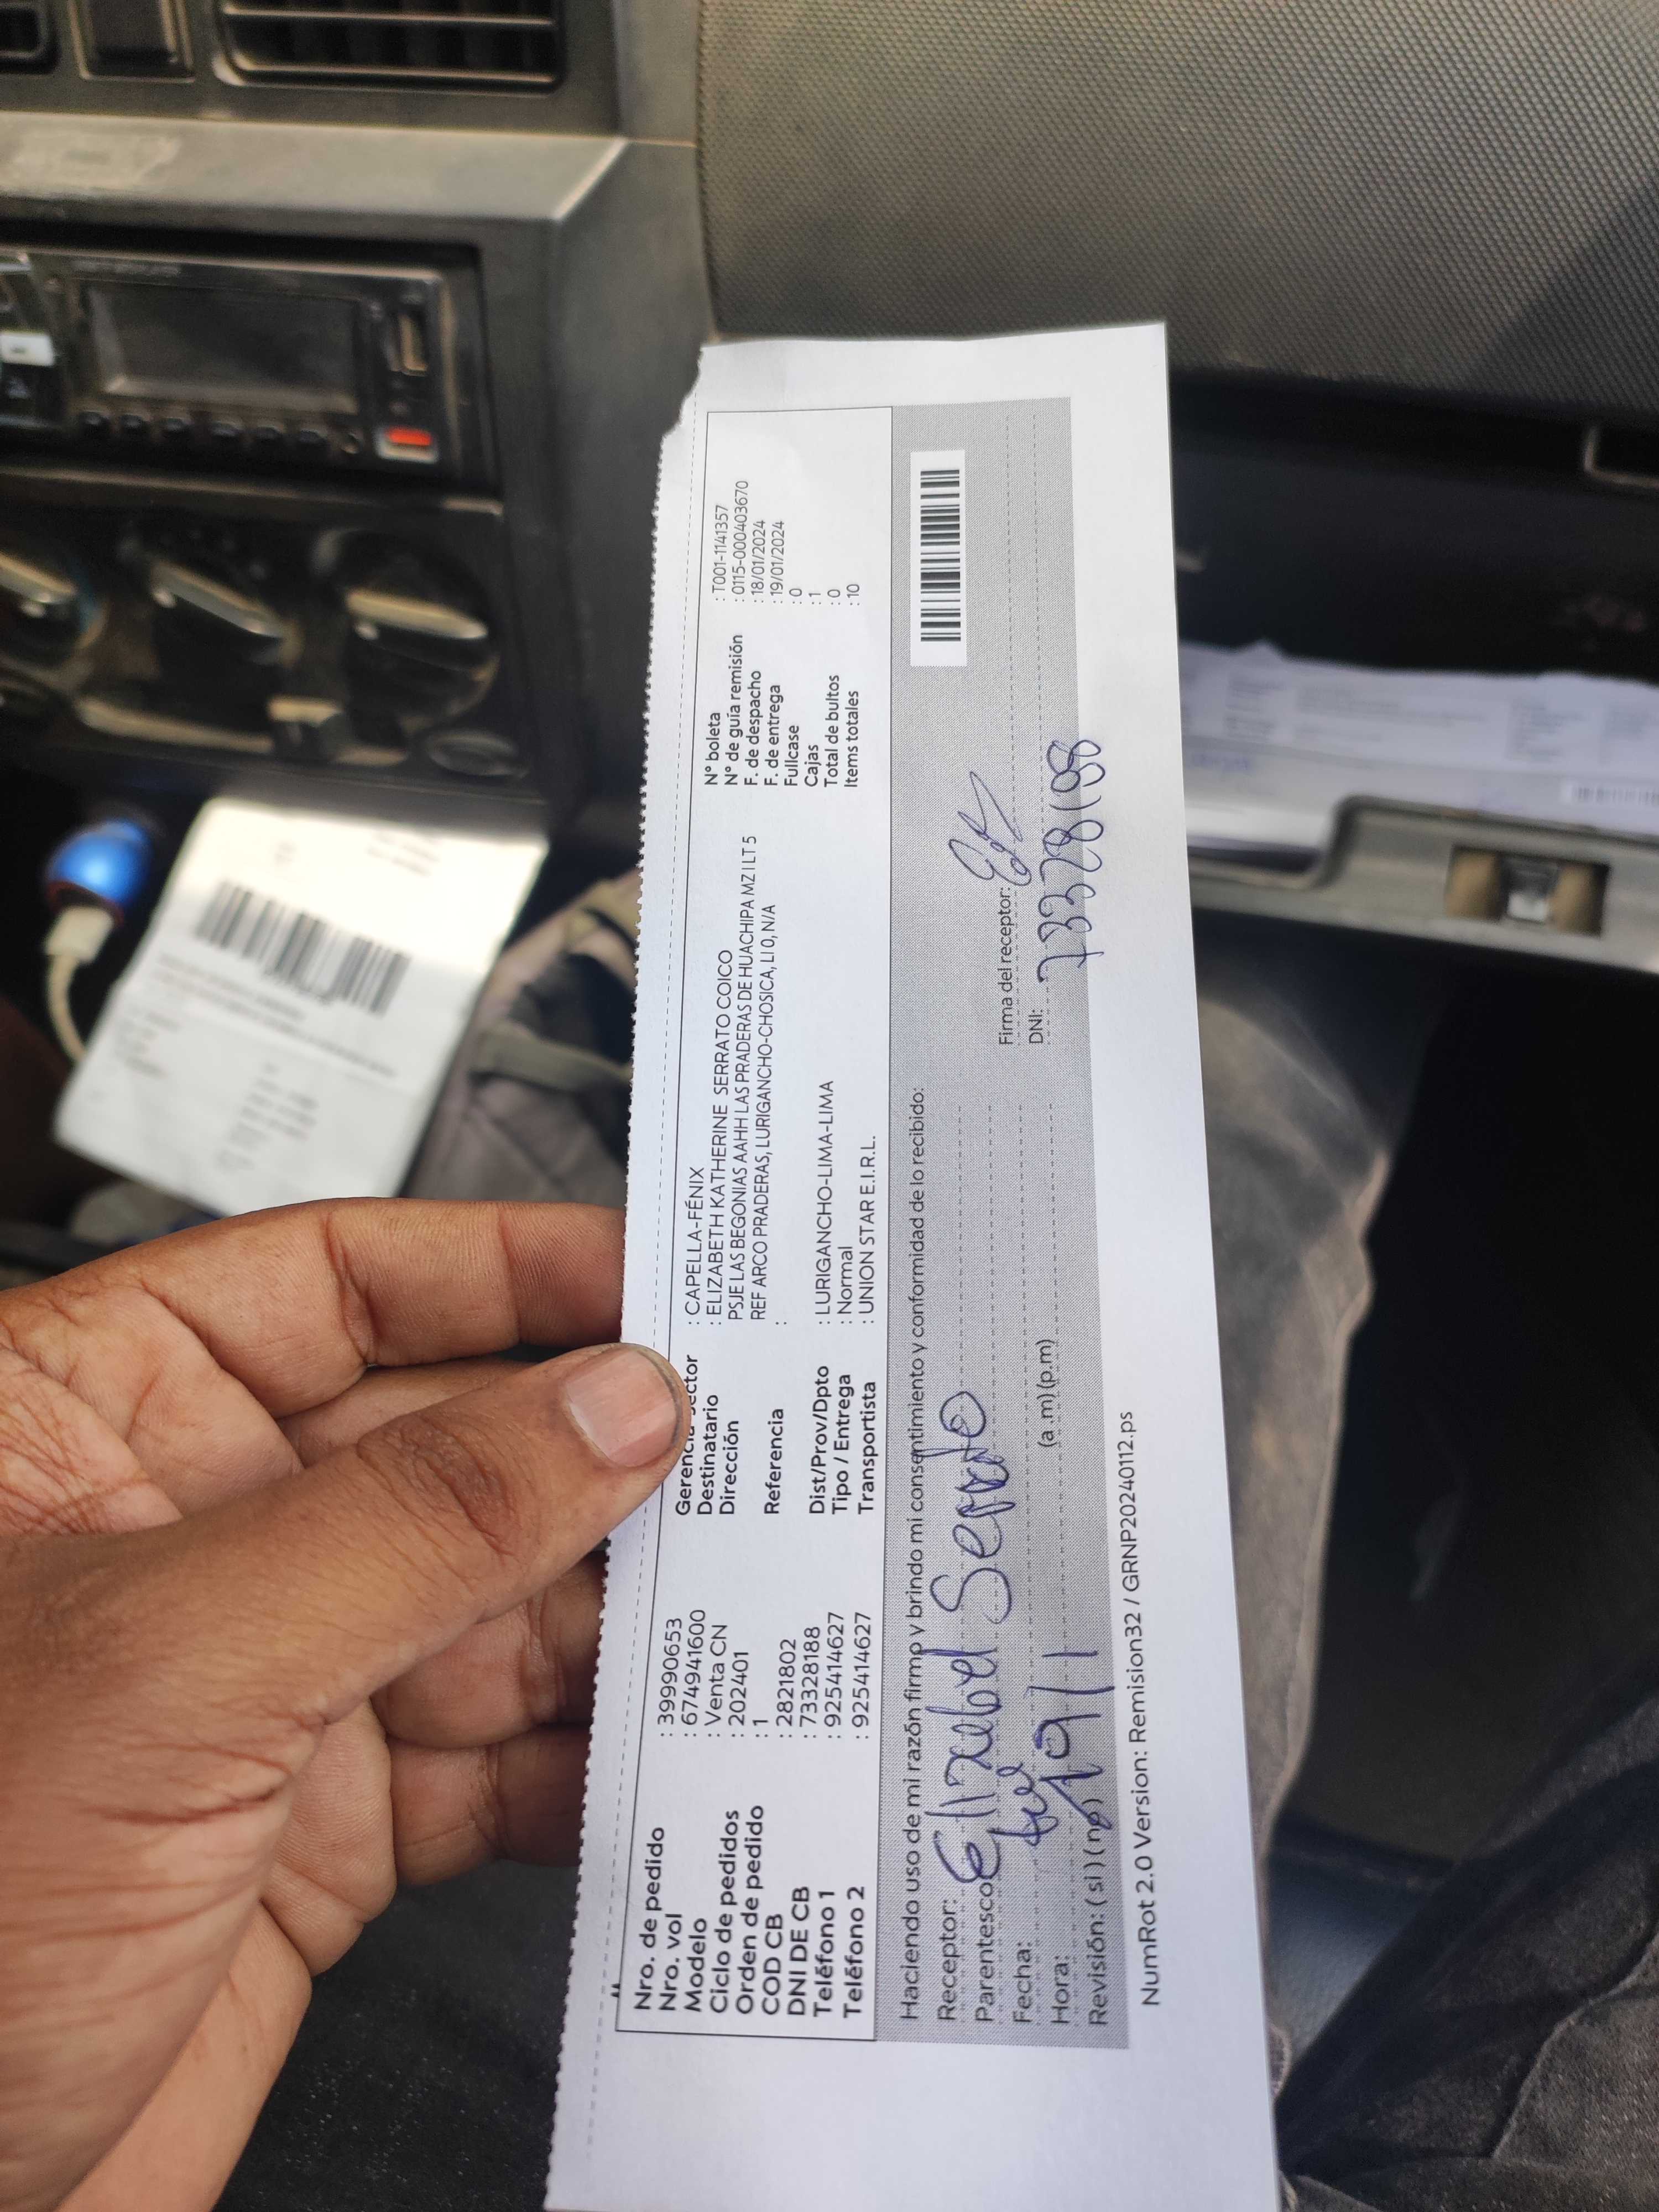 Nro. de pedido : 39990653
Nro. vol : 674941600
Modelo : Venta CN
Ciclo de pedidos : 202401
Orden de pedido : 1
COD CB : 2821802
DNI DE CB : 73328188
Teléfono 1 : 925414627
Teléfono 2 : 925414627
Gerencia sector : CAPELLA-FÉNIX
Destinatario : ELIZABETH KATHERINE SERRATO COICO
Dirección PSJE LAS BEGONIAS AAHH LAS PRADERAS DE HUACHIPA MZ I LT 5
REF ARCO PRADERAS, LURIGANCHO-CHOSICA, LI 0, N/A
Referencia :
Dist/Prov/Dpto : LURIGANCHO-LIMA-LIMA
Tipo / Entrega : Normal
Transportista : UNION STAR E.I.R.L.
N° boleta : T001-1141357
N° de guía remisión : 0115-000403670
F. de despacho : 18/01/2024
F. de entrega : 19/01/2024
Fullcase : 0
Cajas : 1
Total de bultos : 0
Items totales : 10
Haciendo uso de mi razón firmo y brindo mi consentimiento y conformidad de lo recibido:
Receptor: Elizabet Serrato
Parentesco
Fecha: 19/1
Hora: (a.m) (p.m)
Revisión: (si) (no)
Firma del receptor:
DNI: 73328188
NumRot 2.0 Version: Remision32 / GRNP20240112.ps